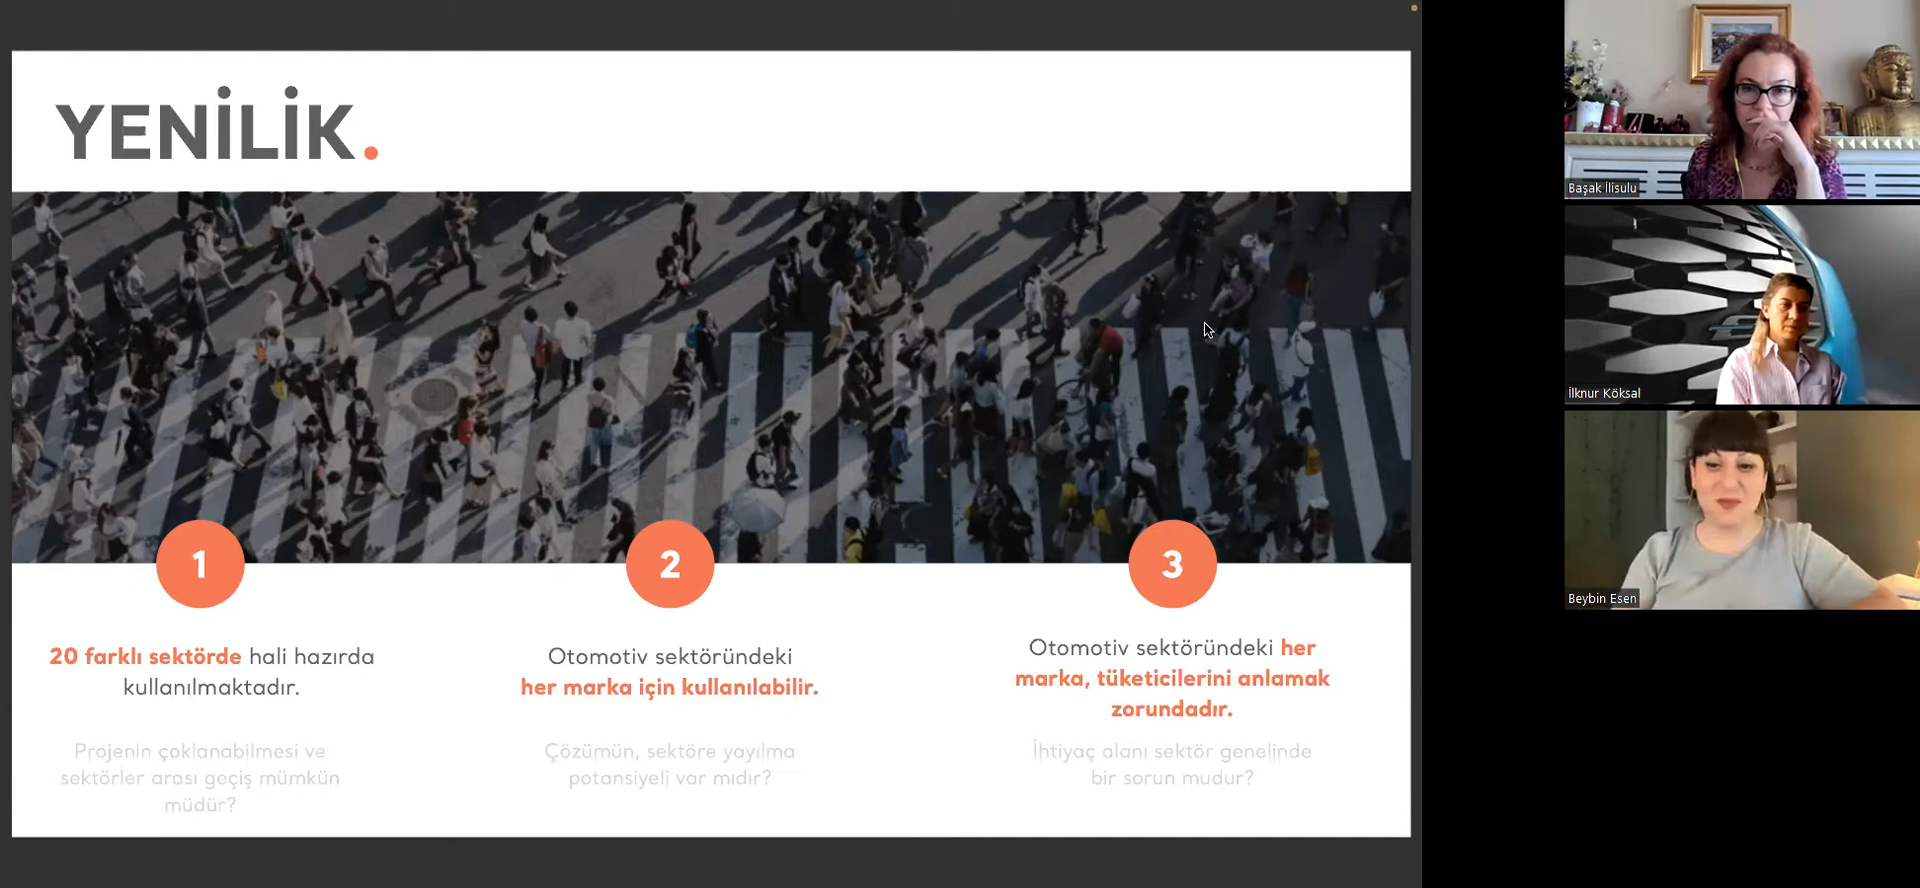 YENİLİK.
1
20 farklı sektörde hali hazırda
kullanılmaktadır.
Projenin çoklanabilmesi ve
sektörler arası geçiş mümkün
müdür?
2
Otomotiv sektöründeki
her marka için kullanılabilir.
Çözümün, sektöre yayılma
potansiyeli var mıdır?
3
Otomotiv sektöründeki her
marka, tüketicilerini anlamak
zorundadır.
İhtiyaç alanı sektör genelinde
bir sorun mudur?
Başak İlisulu
İlknur Köksal
Beybin Esen